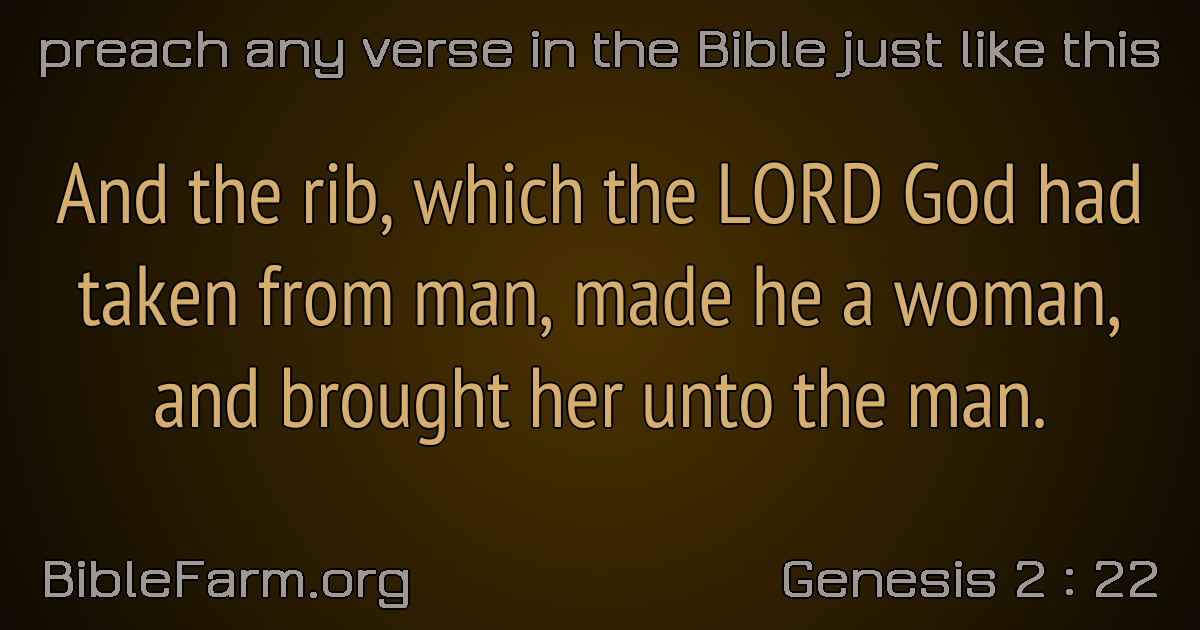 preach any verse in the Bible just like this
And the rib, which the LORD God had
taken from man, made he a woman,
and brought her unto the man.
BibleFarm.org
Genesis 2 : 22